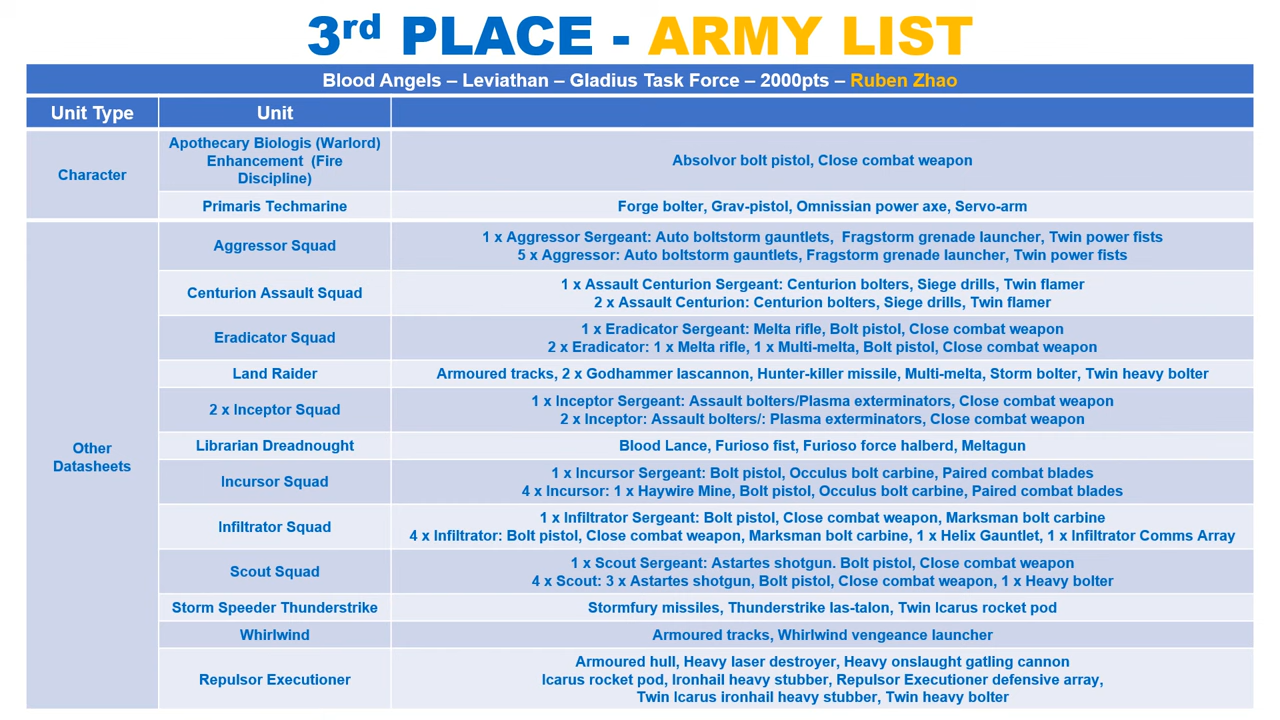 3rd PLACE - ARMY LIST
Blood Angels – Leviathan – Gladius Task Force – 2000pts – Ruben Zhao
Unit Type
Unit
Character
Apothecary Biologis (Warlord)
Enhancement (Fire
Discipline)
Absolvor bolt pistol, Close combat weapon
Primaris Techmarine
Forge bolter, Grav-pistol, Omnissian power axe, Servo-arm
Other
Datasheets
Aggressor Squad
1 x Aggressor Sergeant: Auto boltstorm gauntlets, Fragstorm grenade launcher, Twin power fists
5 x Aggressor: Auto boltstorm gauntlets, Fragstorm grenade launcher, Twin power fists
Centurion Assault Squad
1 x Assault Centurion Sergeant: Centurion bolters, Siege drills, Twin flamer
2 x Assault Centurion: Centurion bolters, Siege drills, Twin flamer
Eradicator Squad
1 x Eradicator Sergeant: Melta rifle, Bolt pistol, Close combat weapon
2 x Eradicator: 1 x Melta rifle, 1 x Multi-melta, Bolt pistol, Close combat weapon
Land Raider
Armoured tracks, 2 x Godhammer lascannon, Hunter-killer missile, Multi-melta, Storm bolter, Twin heavy bolter
2 x Inceptor Squad
1 x Inceptor Sergeant: Assault bolters/Plasma exterminators, Close combat weapon
2 x Inceptor: Assault bolters/: Plasma exterminators, Close combat weapon
Librarian Dreadnought
Blood Lance, Furioso fist, Furioso force halberd, Meltagun
Incursor Squad
1 x Incursor Sergeant: Bolt pistol, Occulus bolt carbine, Paired combat blades
4 x Incursor: 1 x Haywire Mine, Bolt pistol, Occulus bolt carbine, Paired combat blades
Infiltrator Squad
1 x Infiltrator Sergeant: Bolt pistol, Close combat weapon, Marksman bolt carbine
4 x Infiltrator: Bolt pistol, Close combat weapon, Marksman bolt carbine, 1 x Helix Gauntlet, 1 x Infiltrator Comms Array
Scout Squad
1 x Scout Sergeant: Astartes shotgun. Bolt pistol, Close combat weapon
4 x Scout: 3 x Astartes shotgun, Bolt pistol, Close combat weapon, 1 x Heavy bolter
Storm Speeder Thunderstrike
Stormfury missiles, Thunderstrike las-talon, Twin Icarus rocket pod
Whirlwind
Armoured tracks, Whirlwind vengeance launcher
Repulsor Executioner
Armoured hull, Heavy laser destroyer, Heavy onslaught gatling cannon
Icarus rocket pod, Ironhail heavy stubber, Repulsor Executioner defensive array,
Twin Icarus ironhail heavy stubber, Twin heavy bolter